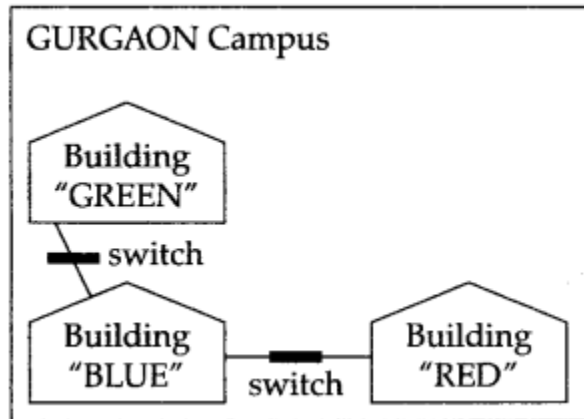 GURGAON Campus
Building
"GREEN"
switch
Building
"BLUE"
switch
Building
"RED"